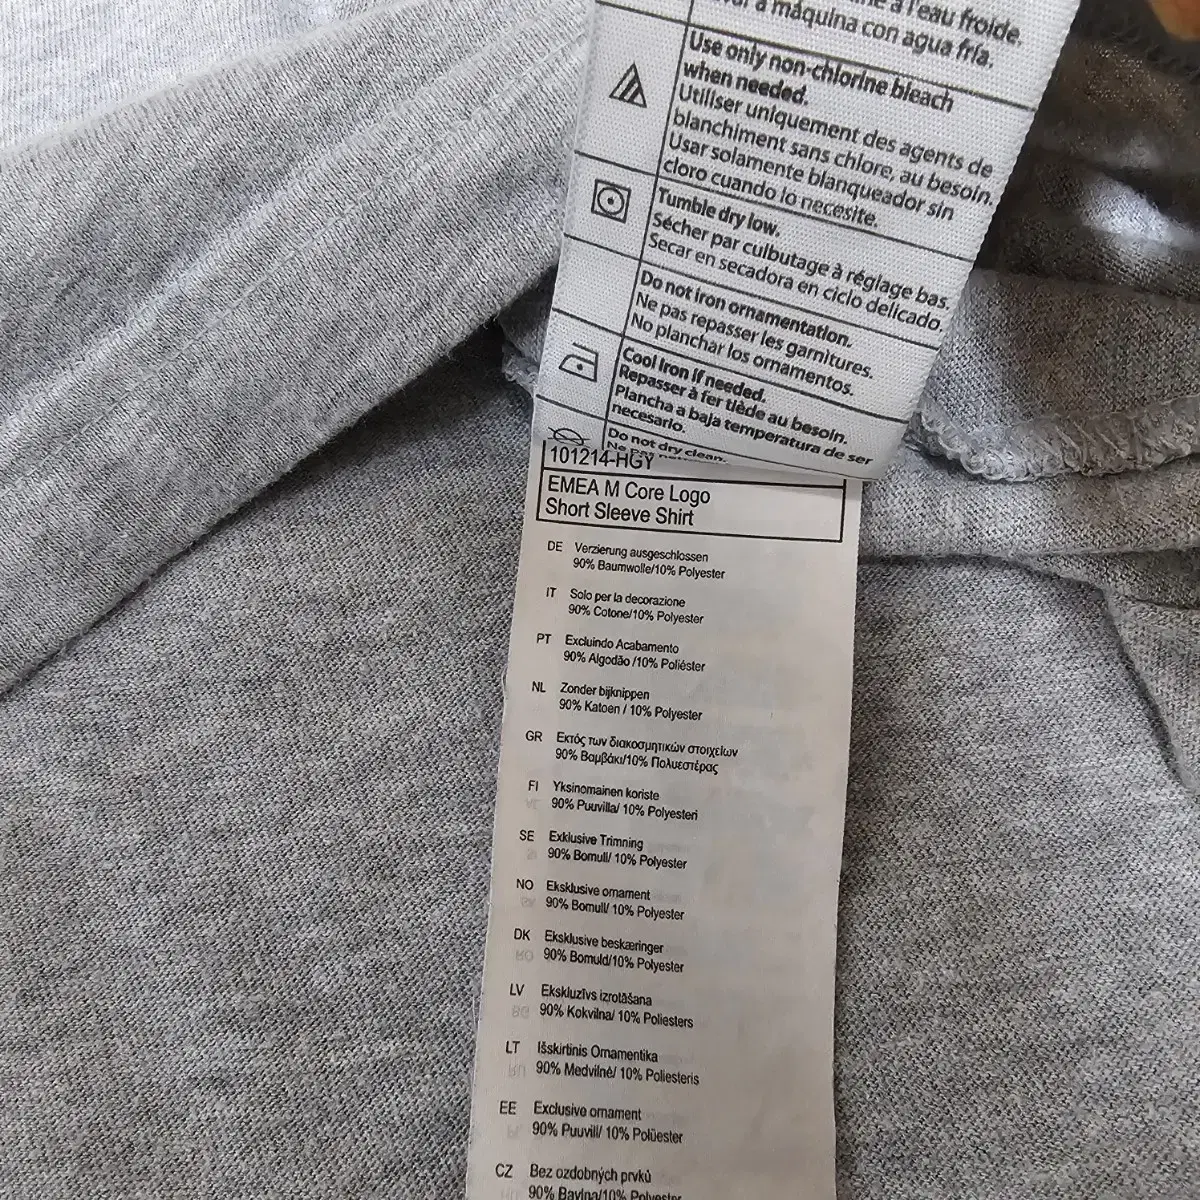 à l'eau froide.
a máquina con agua fría.
Use only non-chlorine bleach
when needed.
Utiliser uniquement des agents de
blanchiment sans chlore, au besoin.
Usar solamente blanqueador sin
cloro cuando lo necesite.
Tumble dry low.
Sécher par culbutage à réglage bas.
Secar en secadora en ciclo delicado.
Do not iron ornamentation.
Ne pas repasser les garnitures.
No planchar los ornamentos.
Cool iron if needed.
Repasser à fer tiède au besoin.
Plancha a baja temperatura de ser
necesario.
Do not dry clean.
Ne pas
101214-HGY
EMEA M Core Logo
Short Sleeve Shirt
DE Verzierung ausgeschlossen
90% Baumwolle/10% Polyester
IT Solo per la decorazione
90% Cotone/10% Polyester
PT Excluindo Acabamento
90% Algodão /10% Poliéster
NL Zonder bijknippen
90% Katoen / 10% Polyester
GR Εκτός των διακοσμητικών στοιχείων
90% Βαμβάκι/10% Πολυεστέρας
FI Yksinomainen koriste
90% Puuvilla/ 10% Polyesteri
SE Exklusive Trimning
90% Bomull/ 10% Polyester
NO Eksklusive ornament
90% Bomull/ 10% Polyester
DK Eksklusive beskæringer
90% Bomuld/10% Polyester
LV Ekskluzīvs izrotāšana
90% Kokvilna/ 10% Poliesters
LT Išskirtinis Ornamentika
90% Medvilnė/ 10% Poliesteris
EE Exclusive ornament
90% Puuvill/ 10% Polüester
CZ Bez ozdobných prvků
90% Bavlna/10% Polyester